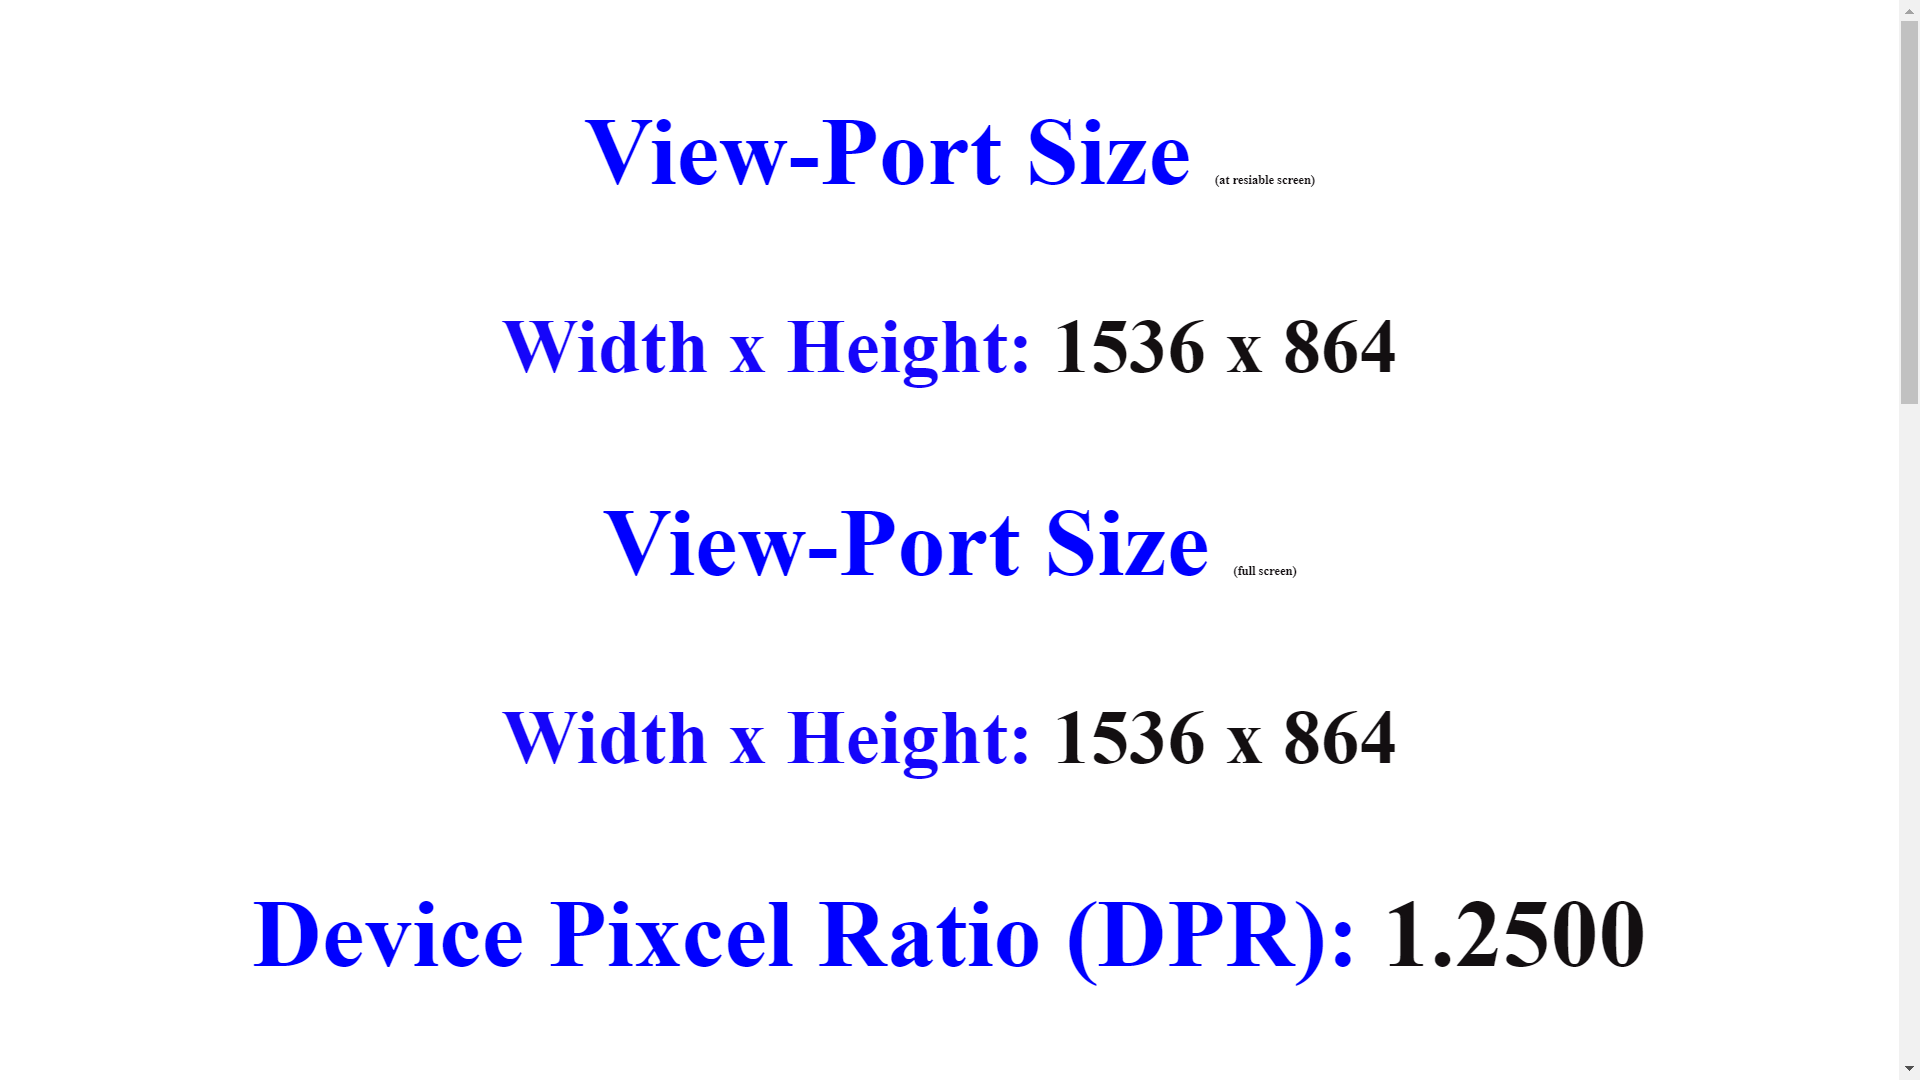 View-Port Size (at resiable screen)
Width x Height: 1536 x 864
View-Port Size (full screen)
Width x Height: 1536 x 864
Device Pixcel Ratio (DPR): 1.2500